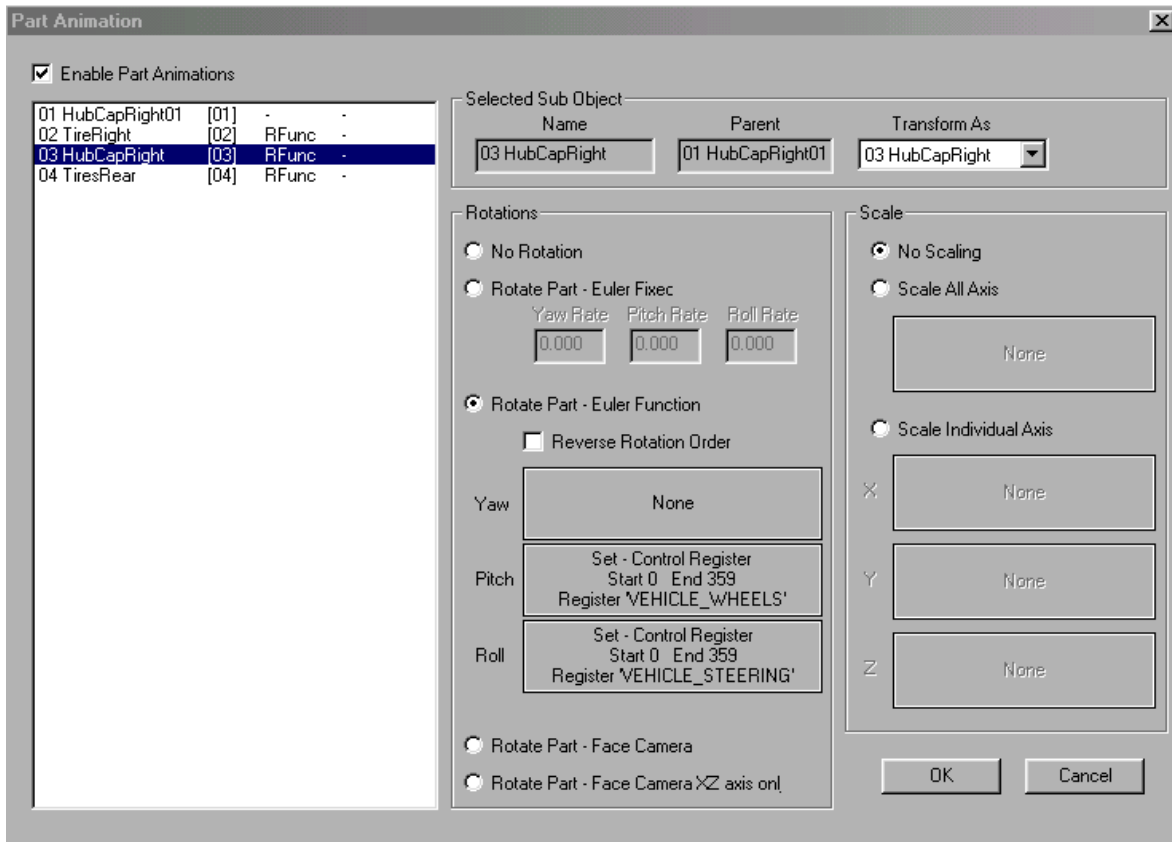 Part Animation
Enable Part Animations
01 HubCapRight01 [01] - -
02 TireRight [02] RFunc -
03 HubCapRight [03] RFunc -
04 TiresRear [04] RFunc -
Selected Sub Object
Name Parent Transform As
03 HubCapRight 01 HubCapRight01 03 HubCapRight
Rotations
No Rotation
Rotate Part - Euler Fixec
Yaw Rate Pitch Rate Roll Rate
0.000 0.000 0.000
Rotate Part - Euler Function
Reverse Rotation Order
Yaw None
Pitch
Set - Control Register
Start 0 End 359
Register 'VEHICLE_WHEELS'
Roll
Set - Control Register
Start 0 End 359
Register 'VEHICLE_STEERING'
Rotate Part - Face Camera
Rotate Part - Face Camera XZ axis onl
Scale
No Scaling
Scale All Axis
None
Scale Individual Axis
X None
Y None
Z None
OK Cancel